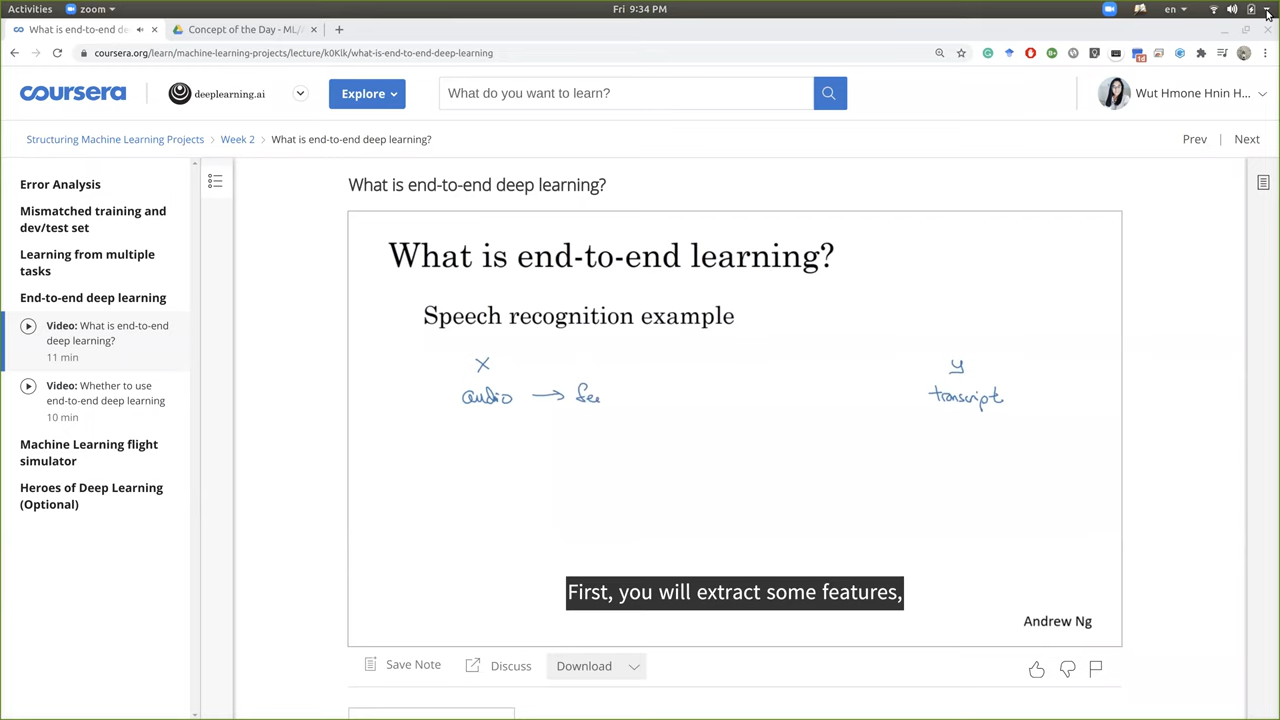 Activities zoom Fri 9:34 PM en
What is end-to-end de Concept of the Day - ML/
coursera.org/learn/machine-learning-projects/lecture/k0Klk/what-is-end-to-end-deep-learning
coursera deeplearning.ai Explore What do you want to learn? Wut Hmone Hnin H...
Structuring Machine Learning Projects > Week 2 > What is end-to-end deep learning? Prev | Next
Error Analysis
Mismatched training and
dev/test set
Learning from multiple
tasks
End-to-end deep learning
Video: What is end-to-end
deep learning?
11 min
Video: Whether to use
end-to-end deep learning
10 min
Machine Learning flight
simulator
Heroes of Deep Learning
(Optional)
What is end-to-end deep learning?
What is end-to-end learning?
Speech recognition example
x y
audio → fea transcript
First, you will extract some features,
Andrew Ng
Save Note Discuss Download